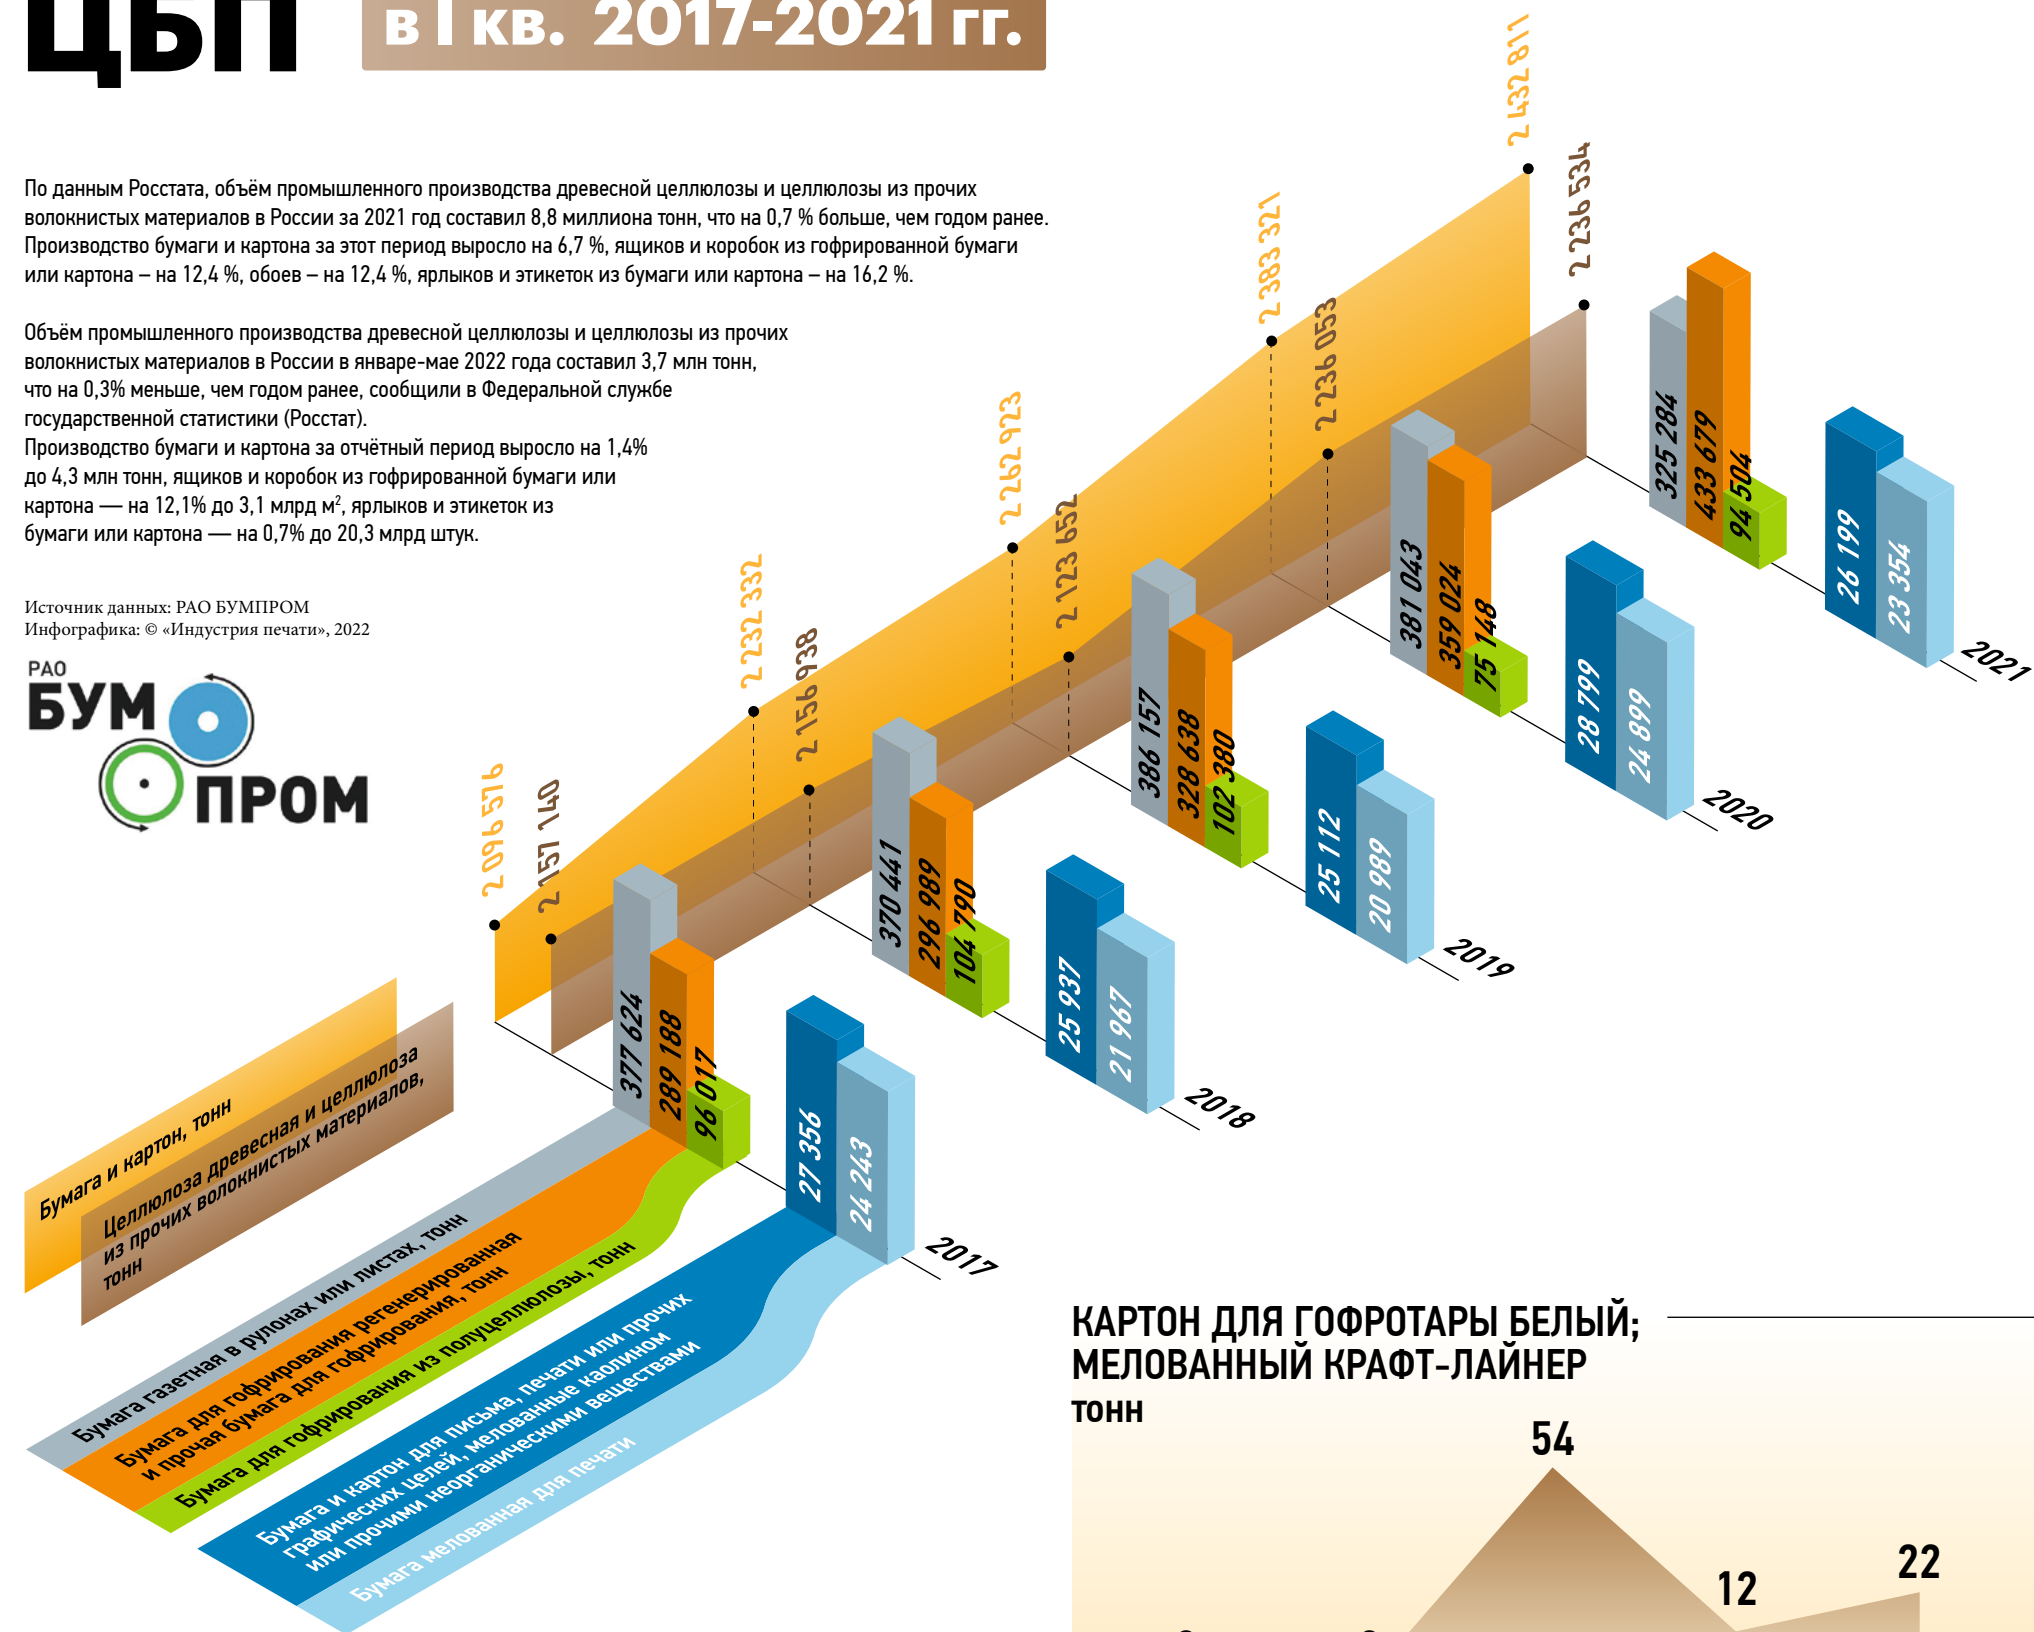 ЦБП
в I кв. 2017-2021 гг.
По данным Росстата, объём промышленного производства древесной целлюлозы и целлюлозы из прочих
волокнистых материалов в России за 2021 год составил 8,8 миллиона тонн, что на 0,7 % больше, чем годом ранее.
Производство бумаги и картона за этот период выросло на 6,7 %, ящиков и коробок из гофрированной бумаги
или картона – на 12,4 %, обоев – на 12,4 %, ярлыков и этикеток из бумаги или картона – на 16,2 %.
Объём промышленного производства древесной целлюлозы и целлюлозы из прочих
волокнистых материалов в России в январе-мае 2022 года составил 3,7 млн тонн,
что на 0,3% меньше, чем годом ранее, сообщили в Федеральной службе
государственной статистики (Росстат).
Производство бумаги и картона за отчётный период выросло на 1,4%
до 4,3 млн тонн, ящиков и коробок из гофрированной бумаги или
картона — на 12,1% до 3,1 млрд м², ярлыков и этикеток из
бумаги или картона — на 0,7% до 20,3 млрд штук.
Источник данных: РАО БУМПРОМ
Инфографика: © «Индустрия печати», 2022
РАО
БУМ
ПРОМ
2 096 576
2 157 140
2 232 332
2 156 938
2 262 923
2 123 652
2 383 321
2 236 053
2 432 811
2 236 534
377 624
289 188
96 017
27 356
24 243
2017
370 441
296 989
104 790
25 937
21 967
2018
386 157
328 638
102 380
25 112
20 989
2019
381 043
359 024
75 148
28 799
24 899
2020
325 284
433 679
94 504
26 199
23 354
2021
Бумага и картон, тонн
Целлюлоза древесная и целлюлоза
из прочих волокнистых материалов,
тонн
Бумага газетная в рулонах или листах, тонн
Бумага для гофрирования регенерированная
и прочая бумага для гофрирования, тонн
Бумага для гофрирования из полуцеллюлозы, тонн
Бумага и картон для письма, печати или прочих
графических целей, мелованные каолином
или прочими неорганическими веществами
Бумага мелованная для печати
КАРТОН ДЛЯ ГОФРОТАРЫ БЕЛЫЙ;
МЕЛОВАННЫЙ КРАФТ-ЛАЙНЕР
тонн
54
12
22